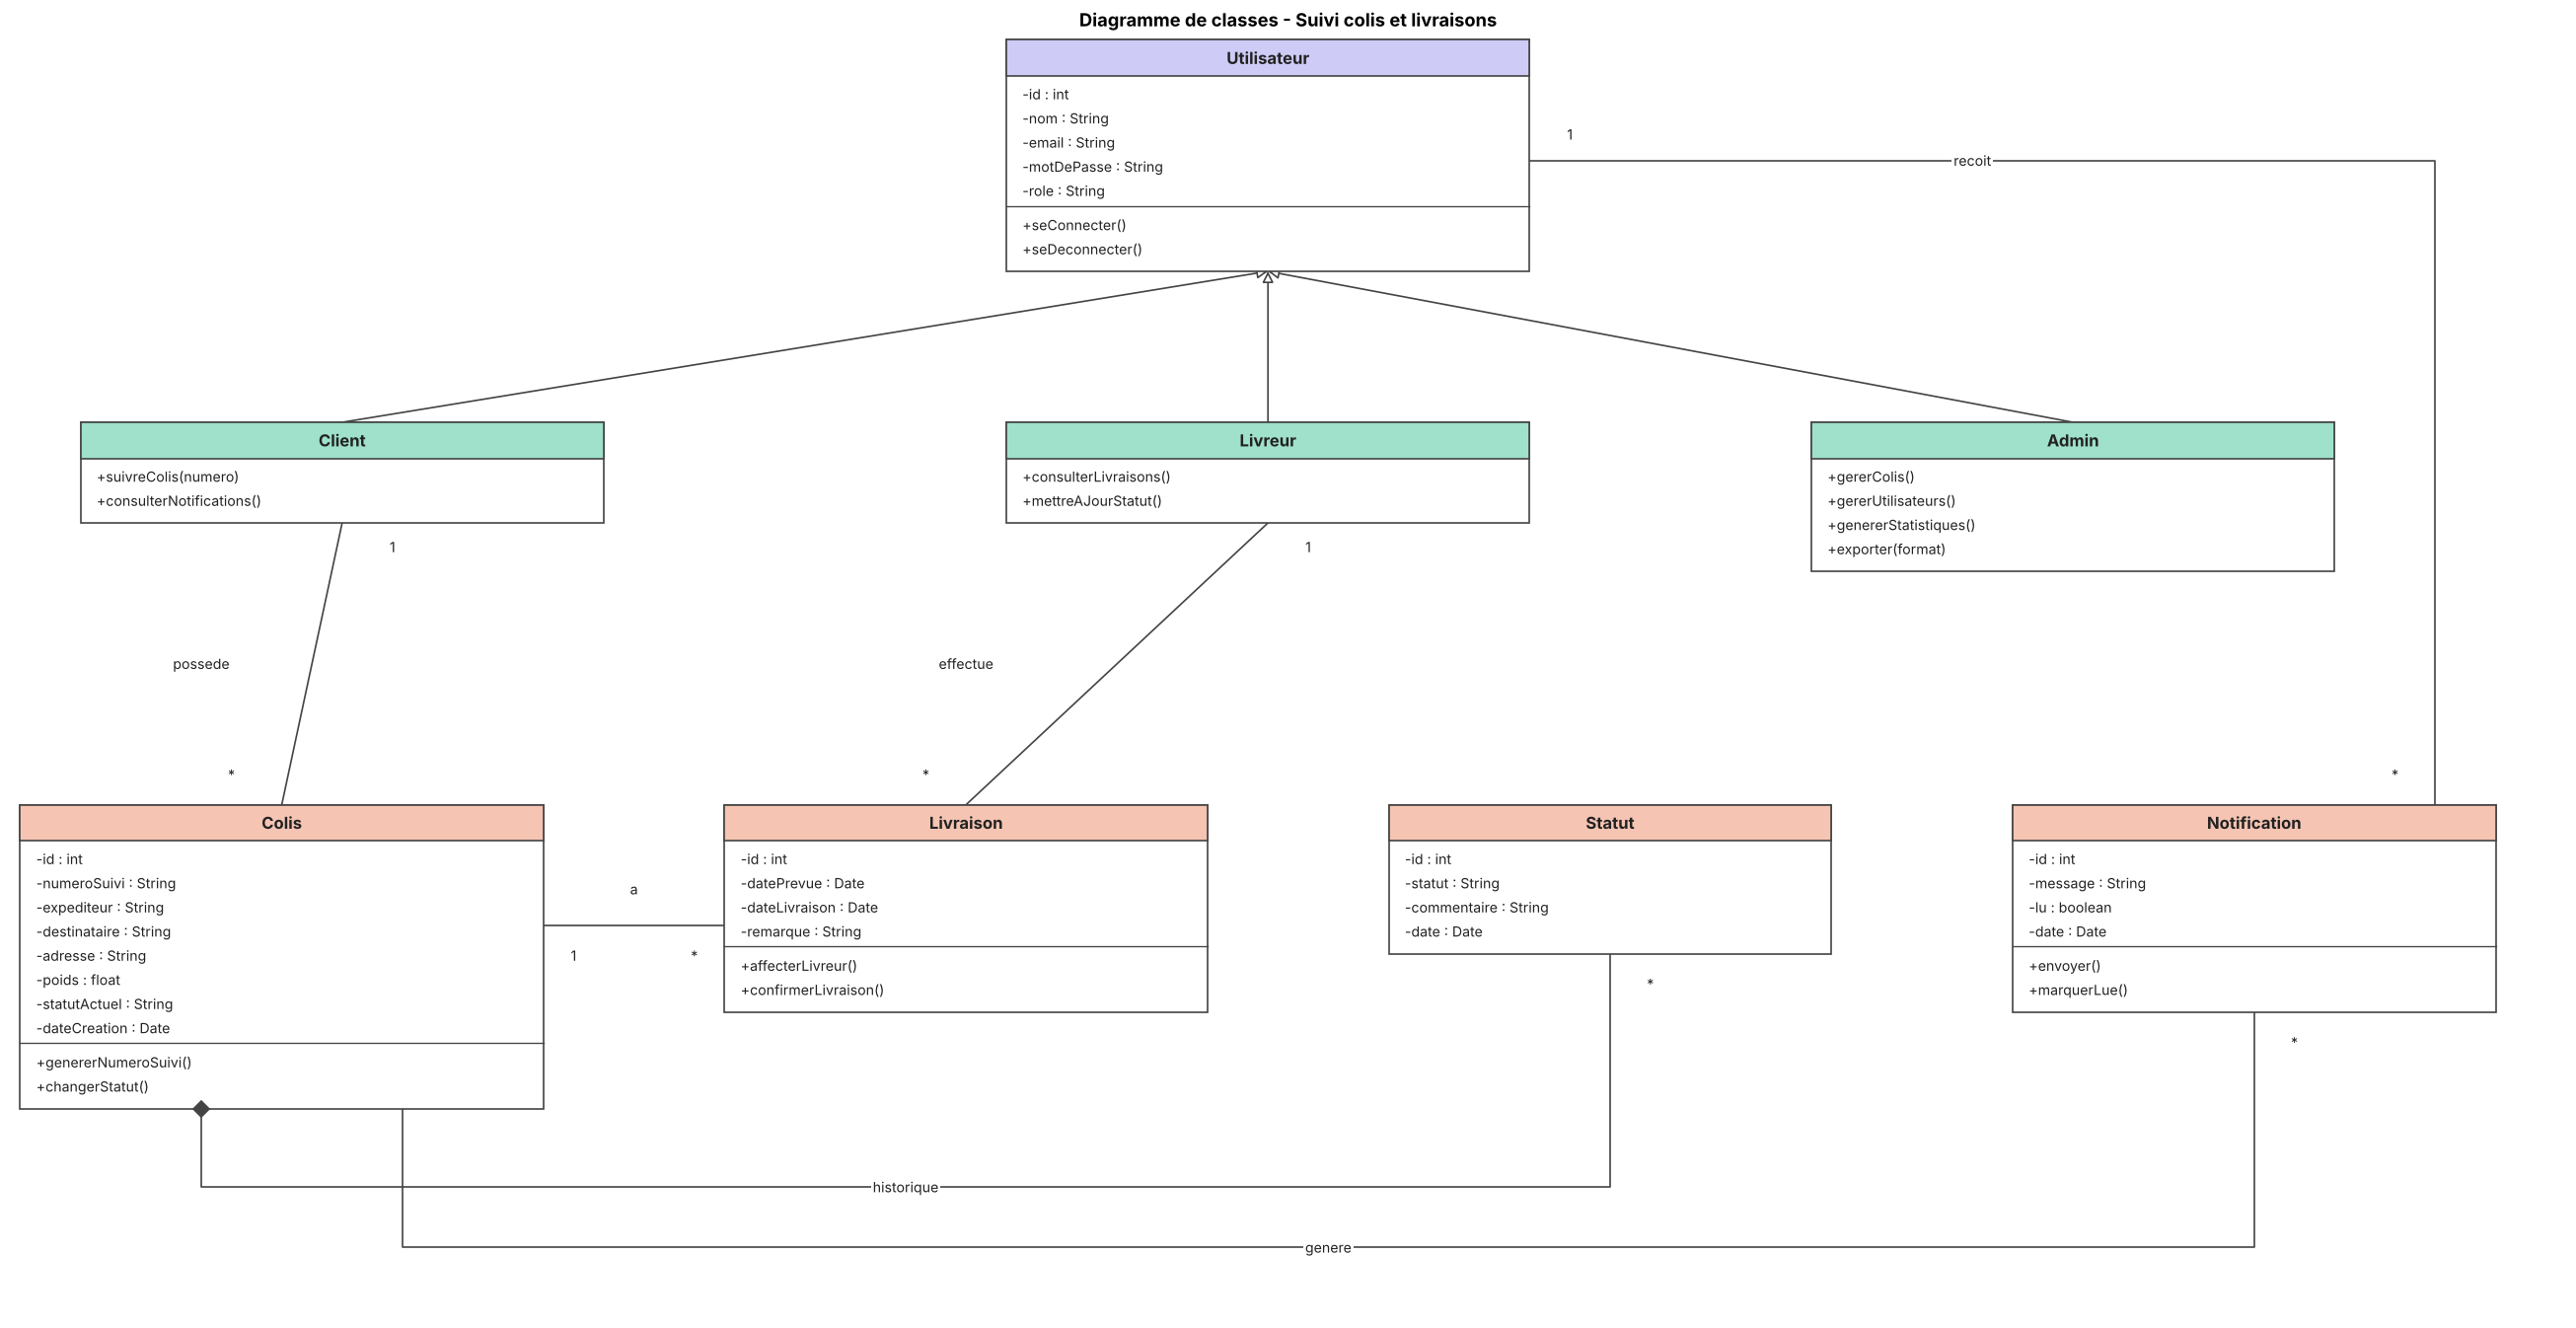 Diagramme de classes - Suivi colis et livraisons
Utilisateur
-id : int
-nom : String
-email : String
-motDePasse : String
-role : String
+seConnecter()
+seDeconnecter()
1
recoit
*
Client
+suivreColis(numero)
+consulterNotifications()
Livreur
+consulterLivraisons()
+mettreAJourStatut()
Admin
+gererColis()
+gererUtilisateurs()
+genererStatistiques()
+exporter(format)
1
possede
*
1
effectue
*
Colis
-id : int
-numeroSuivi : String
-expediteur : String
-destinataire : String
-adresse : String
-poids : float
-statutActuel : String
-dateCreation : Date
+genererNumeroSuivi()
+changerStatut()
a
1
*
Livraison
-id : int
-datePrevue : Date
-dateLivraison : Date
-remarque : String
+affecterLivreur()
+confirmerLivraison()
Statut
-id : int
-statut : String
-commentaire : String
-date : Date
*
Notification
-id : int
-message : String
-lu : boolean
-date : Date
+envoyer()
+marquerLue()
*
historique
genere